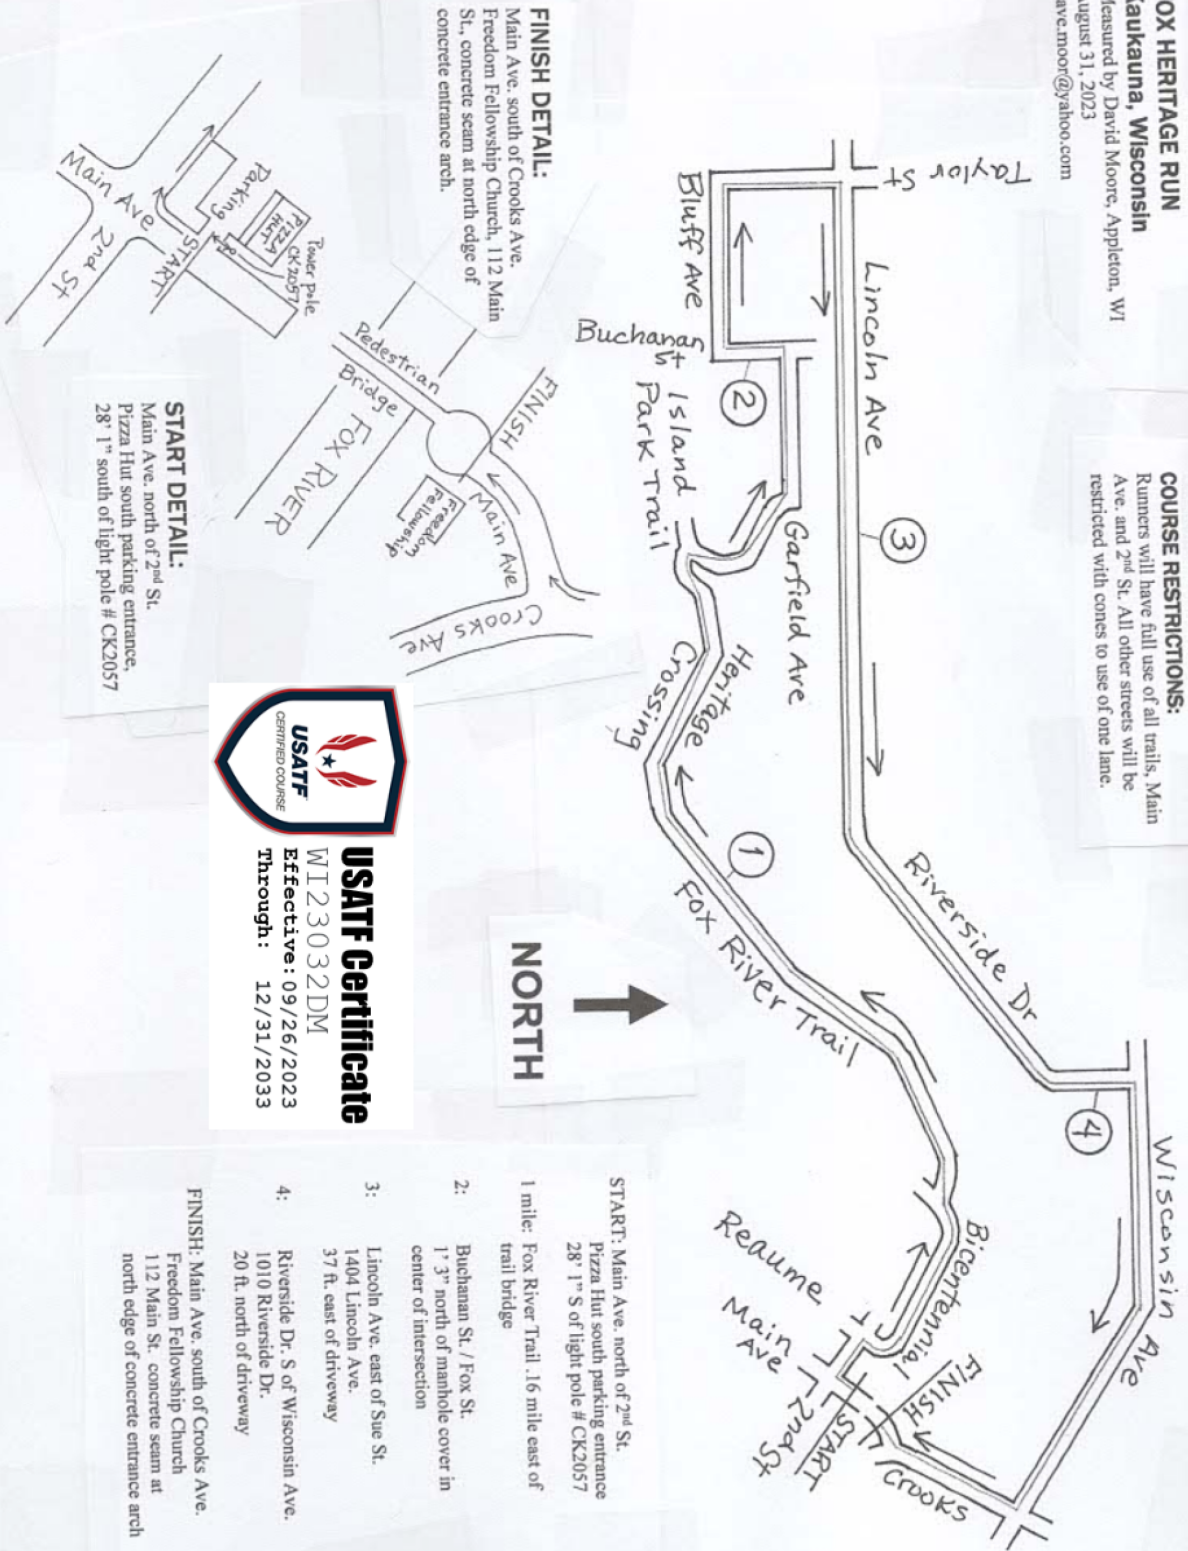 OX HERITAGE RUN
aukauna, Wisconsin
easured by David Moore, Appleton, WI
ugust 31, 2023
ave.moor@yahoo.com
COURSE RESTRICTIONS:
Runners will have full use of all trails, Main
Ave. and 2nd St. All other streets will be
restricted with cones to use of one lane.
Taylor
St
Lincoln Ave
3
Riverside Dr
4
Wisconsin Ave
Bluff Ave
Buchanan
St
2
Island
Park Trail
Garfield Ave
Heritage
Crossing
1
Fox River Trail
Bicentennial
Reaume
Main
Ave
2nd St
START
FINISH
Crooks
NORTH
FINISH DETAIL:
Main Ave. south of Crooks Ave.
Freedom Fellowship Church, 112 Main
St., concrete seam at north edge of
concrete entrance arch.
Pedestrian
Bridge
FOX RIVER
FINISH
Freedom
Fellowship
Main Ave
Crooks Ave
Main Ave
2nd St
Parking
PIZZA
HUT
Power pole
CK2057
START
START DETAIL:
Main Ave. north of 2nd St.
Pizza Hut south parking entrance,
28' 1" south of light pole # CK2057
USATF
CERTIFIED COURSE
USATF Certificate
WI23032DM
Effective: 09/26/2023
Through: 12/31/2033
START: Main Ave. north of 2nd St.
Pizza Hut south parking entrance
28' 1" S of light pole # CK2057
1 mile: Fox River Trail .16 mile east of
trail bridge
2: Buchanan St. / Fox St.
1' 3" north of manhole cover in
center of intersection
3: Lincoln Ave. east of Sue St.
1404 Lincoln Ave.
37 ft. east of driveway
4: Riverside Dr. S of Wisconsin Ave.
1010 Riverside Dr.
20 ft. north of driveway
FINISH: Main Ave. south of Crooks Ave.
Freedom Fellowship Church
112 Main St. concrete seam at
north edge of concrete entrance arch